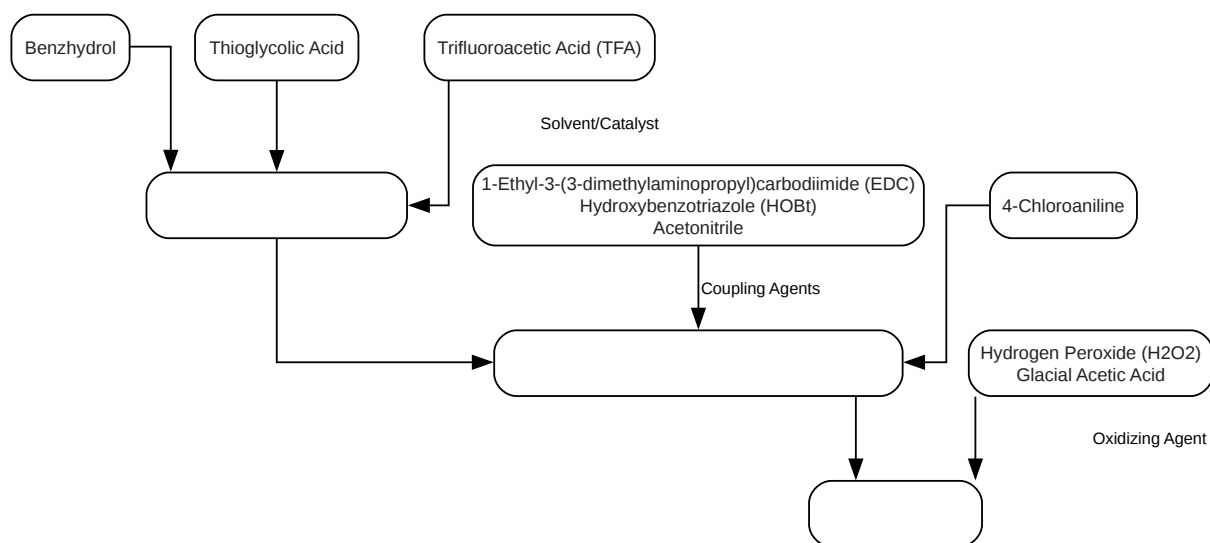 Benzhydrol
Thioglycolic Acid
Trifluoroacetic Acid (TFA)
Solvent/Catalyst
1-Ethyl-3-(3-dimethylaminopropyl)carbodiimide (EDC)
Hydroxybenzotriazole (HOBt)
Acetonitrile
4-Chloroaniline
Coupling Agents
Hydrogen Peroxide (H2O2)
Glacial Acetic Acid
Oxidizing Agent